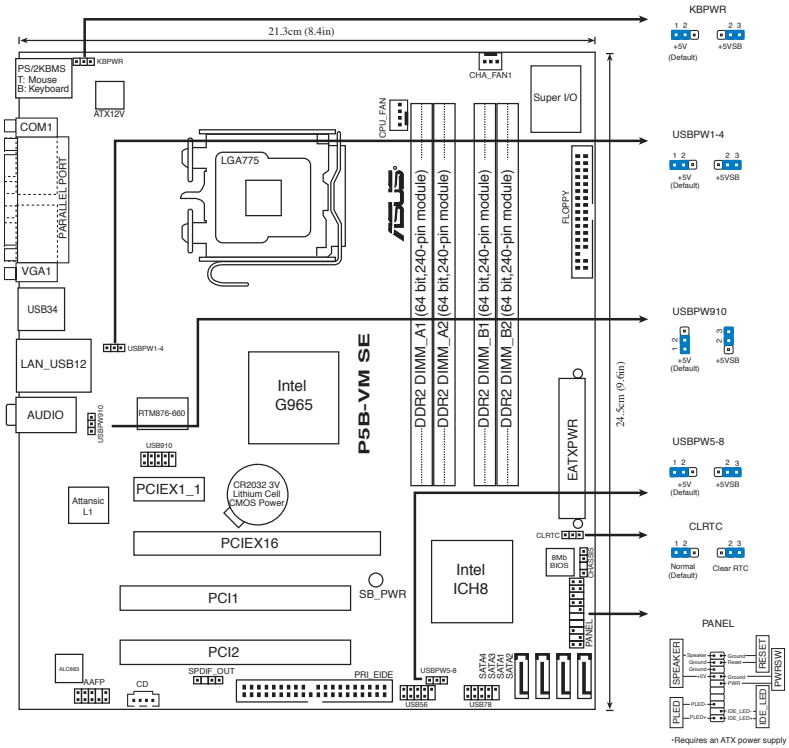 KBPWR
1 2
2 3
+5V
(Default)
+5VSB
21.3cm (8.4in)
PS/2KBMS
T: Mouse
B: Keyboard
KBPWR
ATX12V
CHA_FAN1
CPU_FAN
Super I/O
COM1
PARALLEL PORT
VGA1
LGA775
ASUS
DDR2 DIMM_A1 (64 bit,240-pin module)
DDR2 DIMM_A2 (64 bit,240-pin module)
DDR2 DIMM_B1 (64 bit,240-pin module)
DDR2 DIMM_B2 (64 bit,240-pin module)
FLOPPY
USBPW1-4
1 2
2 3
+5V
(Default)
+5VSB
USB34
USBPW1-4
LAN_USB12
AUDIO
USBPW910
RTM876-660
USB910
Intel
G965
P5B-VM SE
24.5cm (9.6in)
EATXPWR
USBPW910
1 2
2 3
+5V
(Default)
+5VSB
USBPW5-8
1 2
2 3
+5V
(Default)
+5VSB
PCIEX1_1
CR2032 3V
Lithium Cell
CMOS Power
Attansic
L1
PCIEX16
CLRTC
8Mb
BIOS
CHASSIS
Intel
ICH8
CLRTC
1 2
2 3
Normal
(Default)
Clear RTC
PCI1
SB_PWR
PCI2
PANEL
ALC883
AAFP
CD
SPDIF_OUT
PRI_EIDE
USBPW5-8
USB56
USB78
SATA4
SATA3
SATA1
SATA2
PANEL
SPEAKER
Speaker
Ground
Ground
+5V
Ground
Reset
RESET
Ground
PWR
PWRSW
PLED
PLED-
PLED+
IDE_LED-
IDE_LED+
IDE_LED
*Requires an ATX power supply